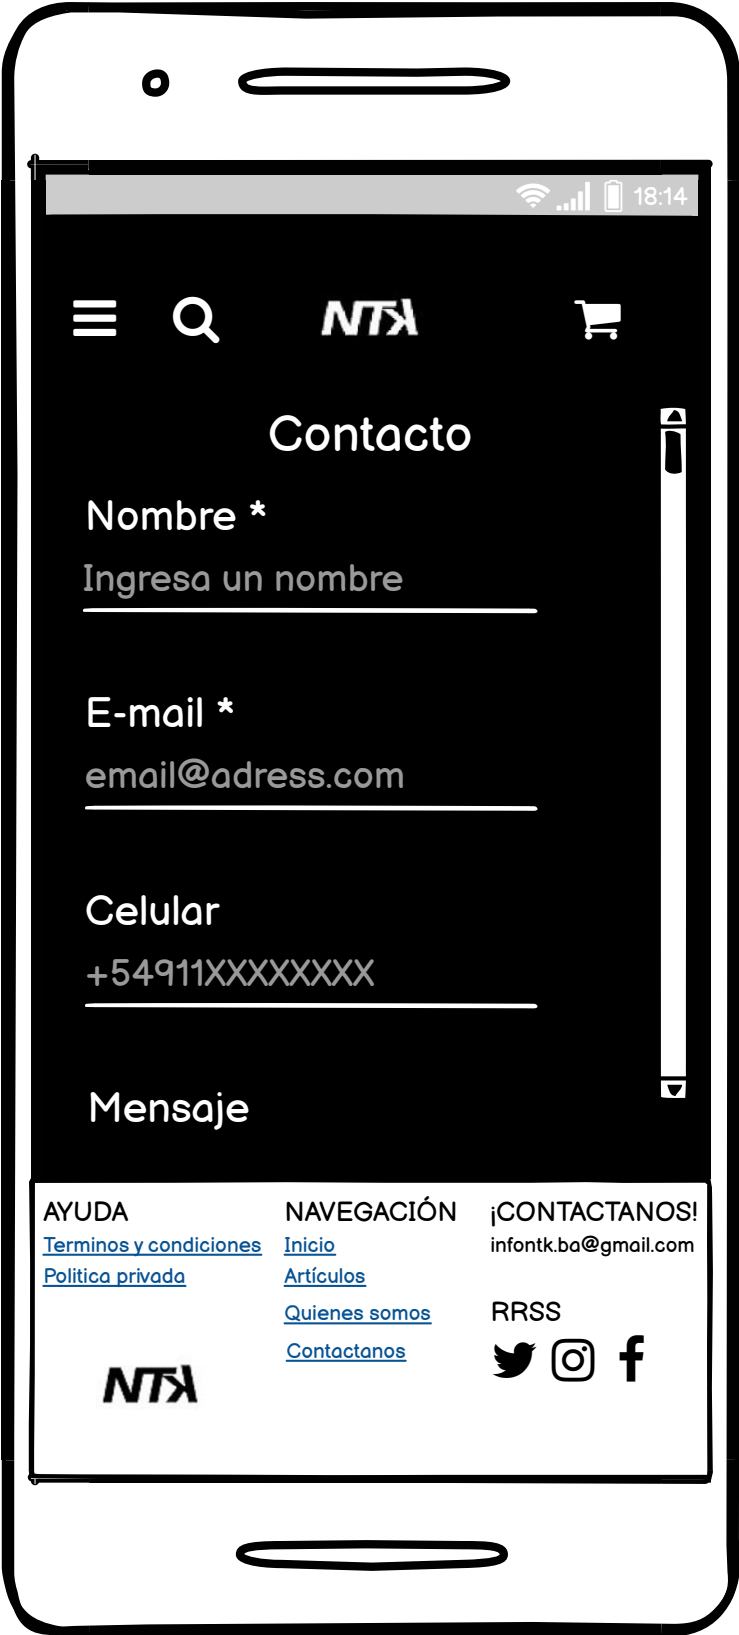 18:14
NTK
Contacto
Nombre *
Ingresa un nombre
E-mail *
email@adress.com
Celular
+54911XXXXXXXX
Mensaje
AYUDA
Terminos y condiciones
Politica privada
NTK
NAVEGACIÓN
Inicio
Artículos
Quienes somos
Contactanos
¡CONTACTANOS!
infontk.ba@gmail.com
RRSS